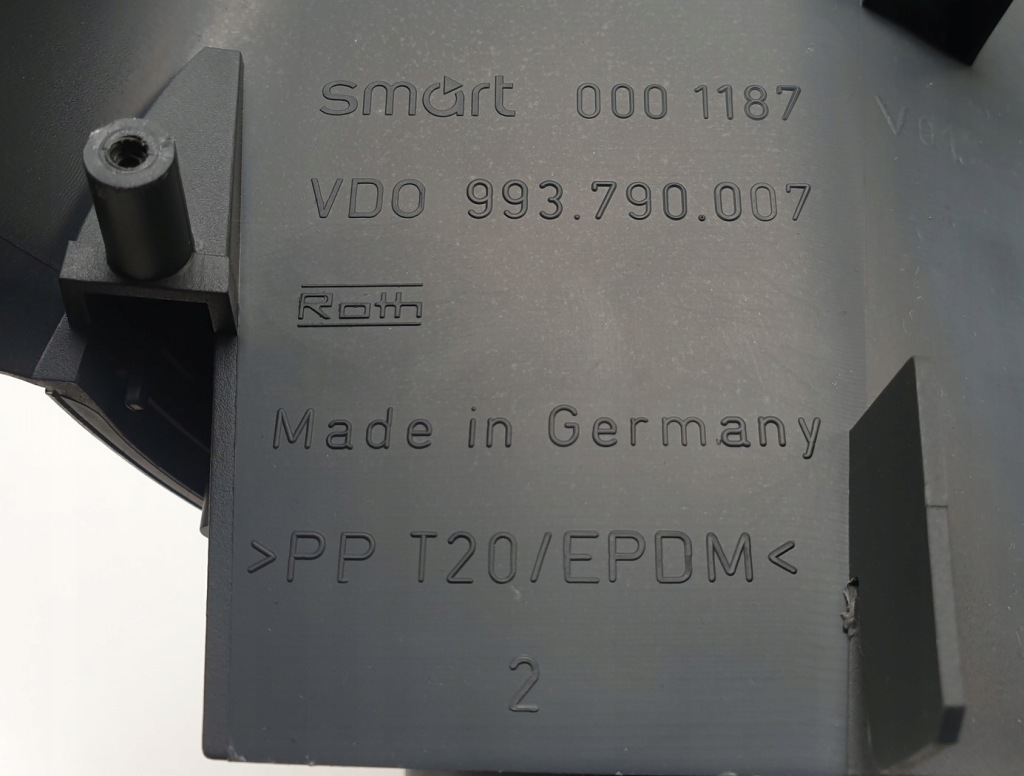 smart 000 1187
VDO 993.790.007
Roth
Made in Germany
>PP T20/EPDM<
2